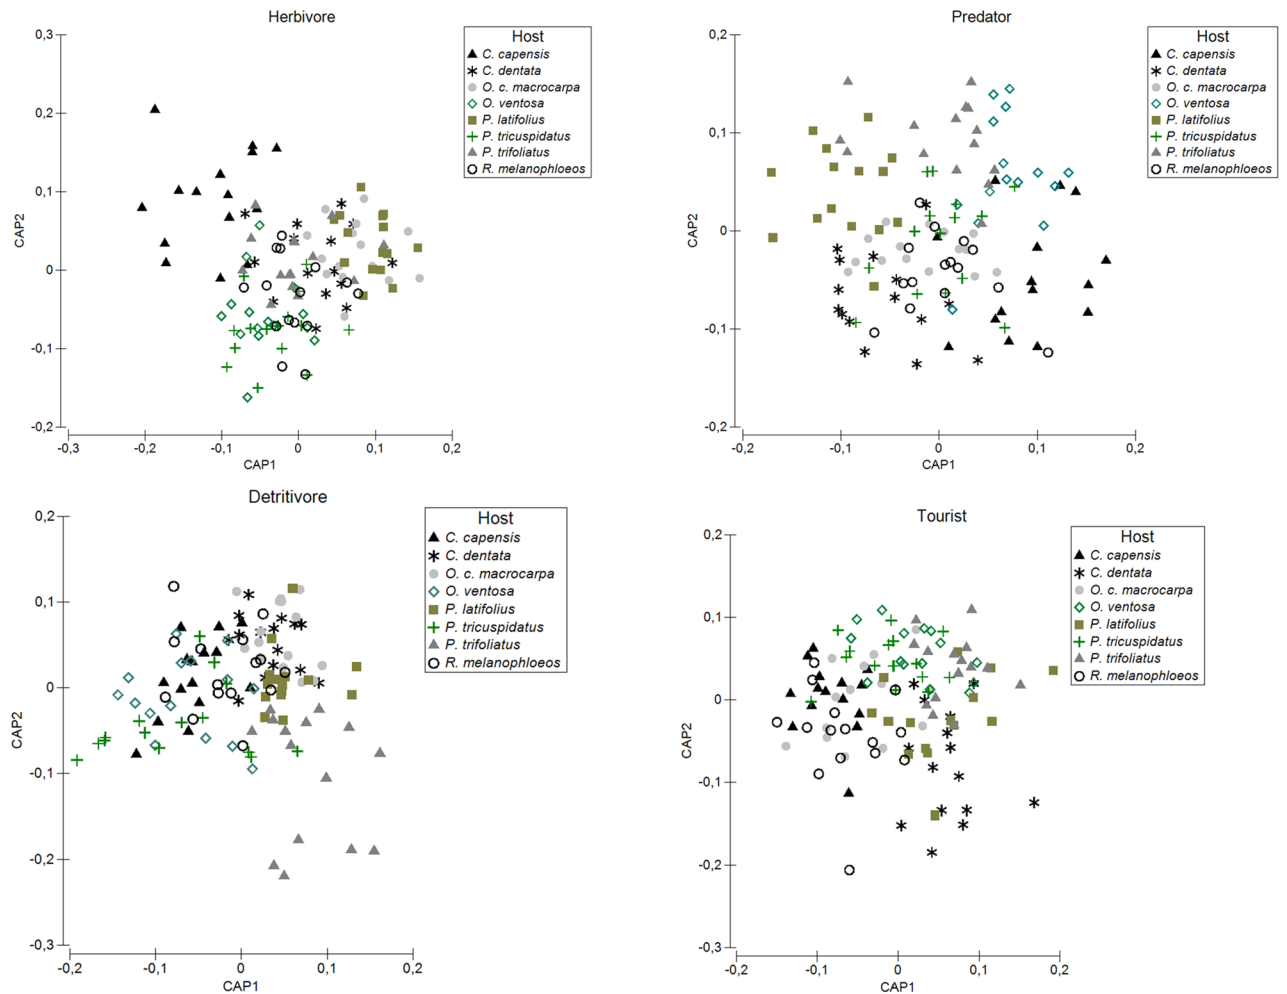 Herbivore
0,3
0,2
0,1
0
-0,1
-0,2
CAP2
-0,3
-0,2
-0,1
0
0,1
0,2
CAP1
Host
C. capensis
C. dentata
O. c. macrocarpa
O. ventosa
P. latifolius
P. tricuspidatus
P. trifoliatus
R. melanophloeos
Predator
0,2
0,1
0
-0,1
-0,2
CAP2
-0,2
-0,1
0
0,1
0,2
CAP1
Host
C. capensis
C. dentata
O. c. macrocarpa
O. ventosa
P. latifolius
P. tricuspidatus
P. trifoliatus
R. melanophloeos
Detritivore
0,2
0,1
0
-0,1
-0,2
-0,3
CAP2
-0,2
-0,1
0
0,1
0,2
CAP1
Host
C. capensis
C. dentata
O. c. macrocarpa
O. ventosa
P. latifolius
P. tricuspidatus
P. trifoliatus
R. melanophloeos
Tourist
0,2
0,1
0
-0,1
-0,2
-0,3
CAP2
-0,2
-0,1
0
0,1
0,2
CAP1
Host
C. capensis
C. dentata
O. c. macrocarpa
O. ventosa
P. latifolius
P. tricuspidatus
P. trifoliatus
R. melanophloeos